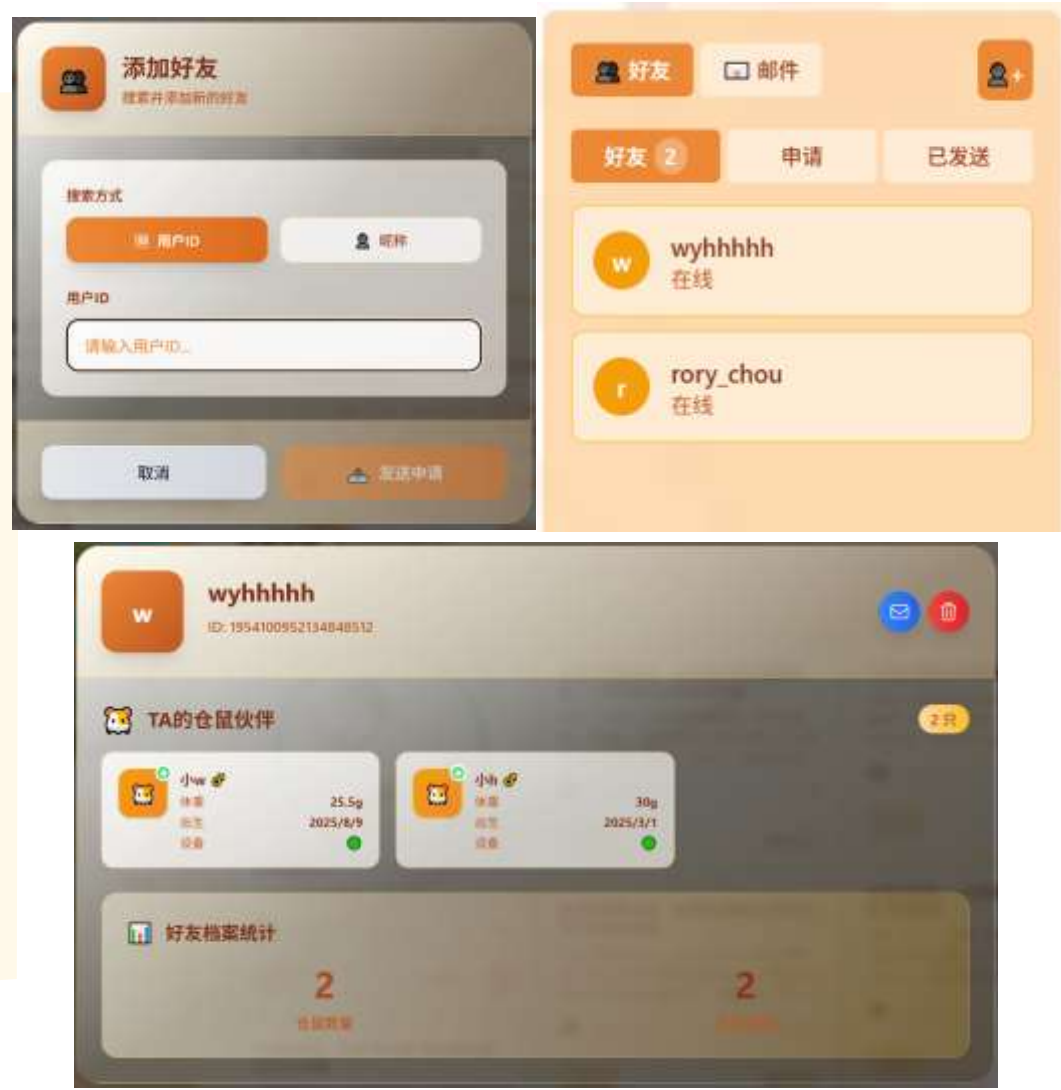 添加好友
搜索并添加新的好友
搜索方式
用户ID
昵称
用户ID
请输入用户ID...
取消
发送申请
好友
邮件
好友 2
申请
已发送
w
wyhhhhh
在线
r
rory_chou
在线
w
wyhhhhh
ID: 1954100952134848512
TA的仓鼠伙伴
2 只
小w
体重 25.5g
出生 2025/8/9
设备
小h
体重 30g
出生 2025/3/1
设备
好友档案统计
2
仓鼠数量
2